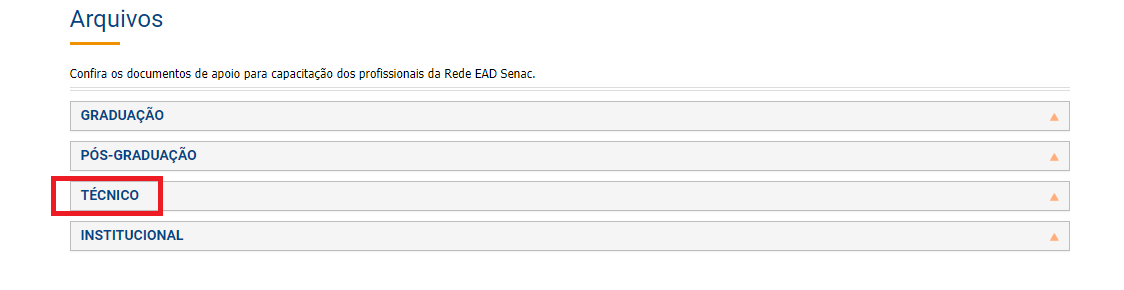 Arquivos
Confira os documentos de apoio para capacitação dos profissionais da Rede EAD Senac.
GRADUAÇÃO
PÓS-GRADUAÇÃO
TÉCNICO
INSTITUCIONAL